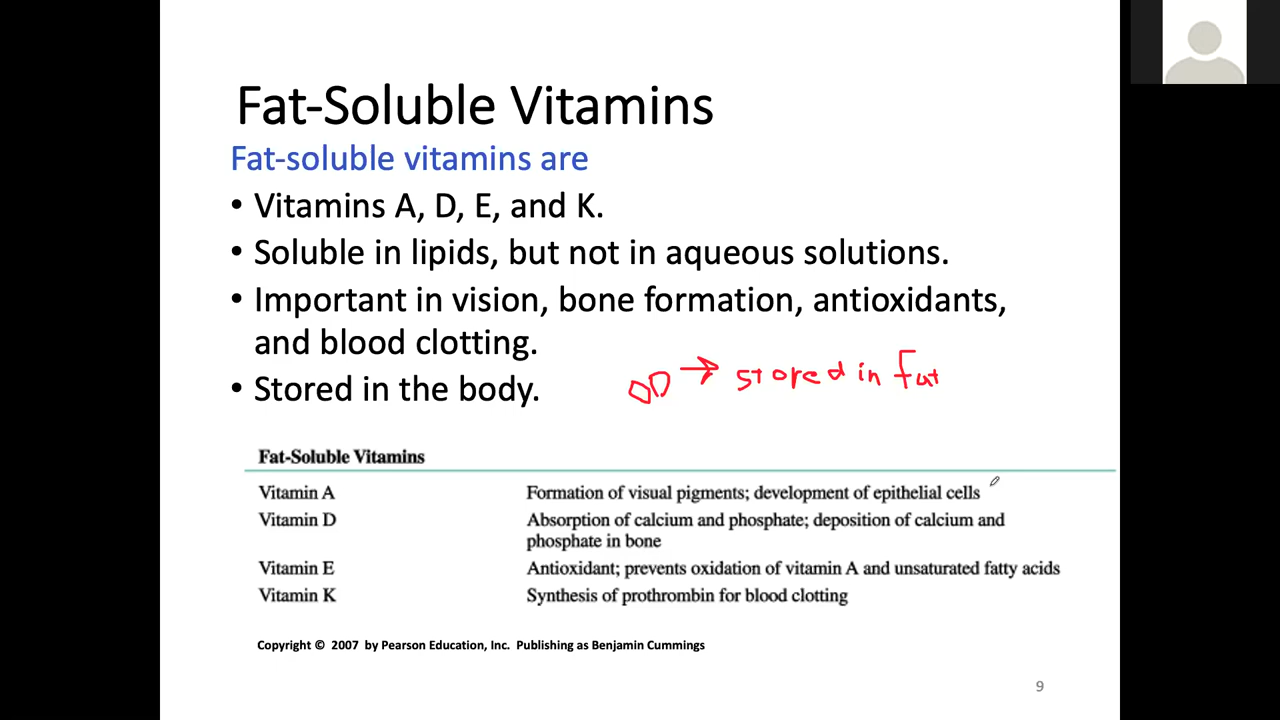 Fat-Soluble Vitamins
Fat-soluble vitamins are
• Vitamins A, D, E, and K.
• Soluble in lipids, but not in aqueous solutions.
• Important in vision, bone formation, antioxidants,
and blood clotting.
• Stored in the body.
OD → stored in fat
Fat-Soluble Vitamins
Vitamin A Formation of visual pigments; development of epithelial cells
Vitamin D Absorption of calcium and phosphate; deposition of calcium and
phosphate in bone
Vitamin E Antioxidant; prevents oxidation of vitamin A and unsaturated fatty acids
Vitamin K Synthesis of prothrombin for blood clotting
Copyright © 2007 by Pearson Education, Inc. Publishing as Benjamin Cummings
9